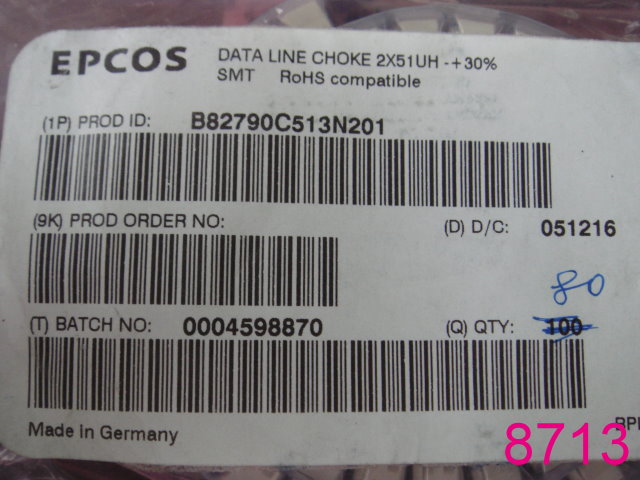 EPCOS DATA LINE CHOKE 2X51UH -+30%
SMT RoHS compatible
(1P) PROD ID: B82790C513N201
(9K) PROD ORDER NO: (D) D/C: 051216
80
(T) BATCH NO: 0004598870 (Q) QTY: 100
Made in Germany
8713